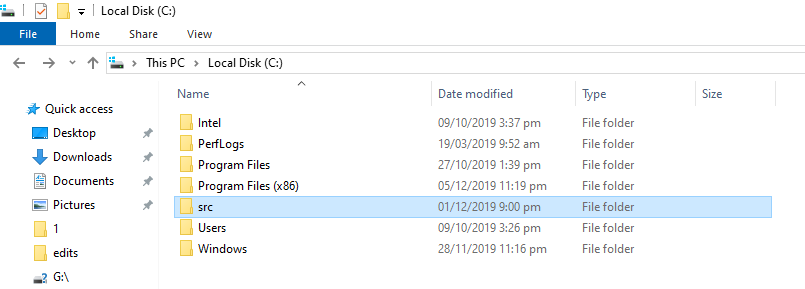 Local Disk (C:)
File Home Share View
This PC Local Disk (C:)
Name Date modified Type Size
Quick access
Desktop
Downloads
Documents
Pictures
1
edits
G:\
Intel 09/10/2019 3:37 pm File folder
PerfLogs 19/03/2019 9:52 am File folder
Program Files 27/10/2019 1:39 pm File folder
Program Files (x86) 05/12/2019 11:19 pm File folder
src 01/12/2019 9:00 pm File folder
Users 09/10/2019 3:26 pm File folder
Windows 28/11/2019 11:16 pm File folder